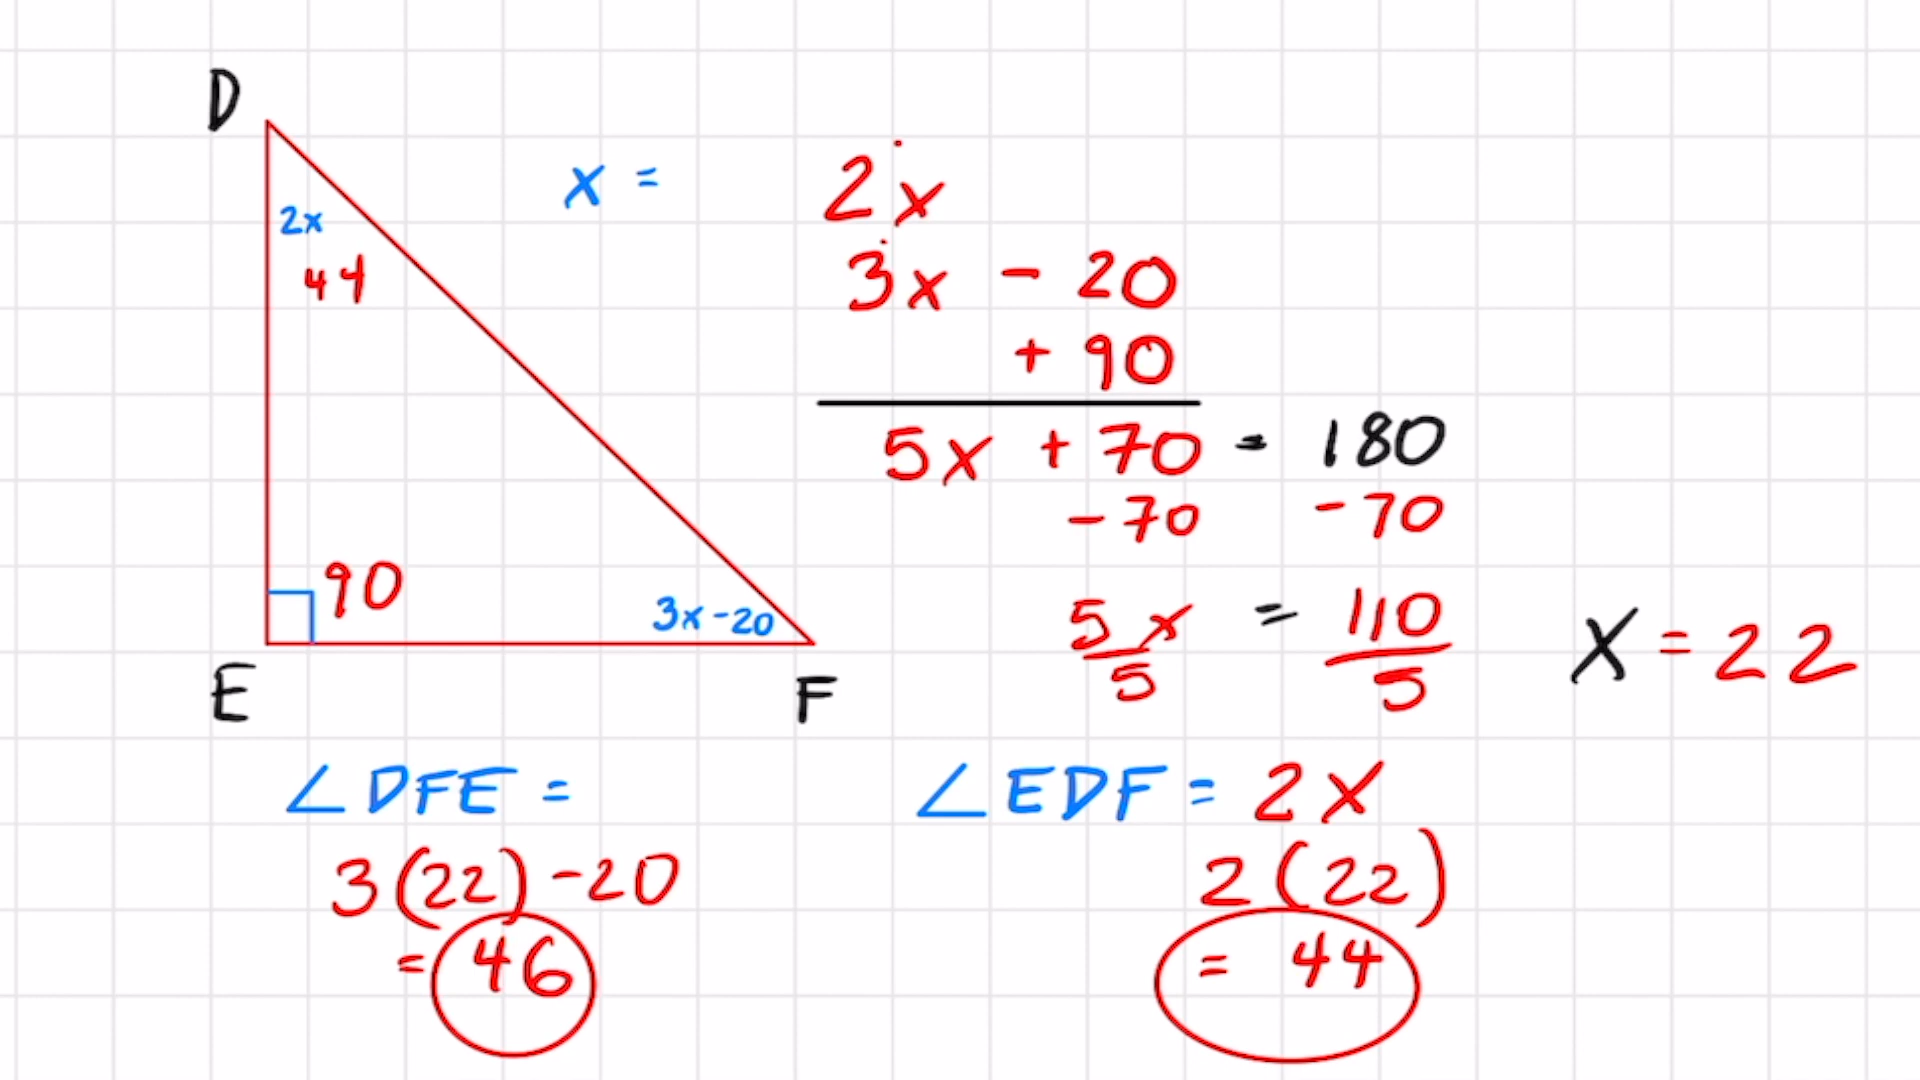 D
x =
2x
2x
44
3x - 20
+ 90
5x + 70 = 180
-70 -70
90
3x-20
5x/5 = 110/5
X = 22
E
F
∠DFE =
∠EDF = 2x
3(22)-20
2(22)
= 46
= 44